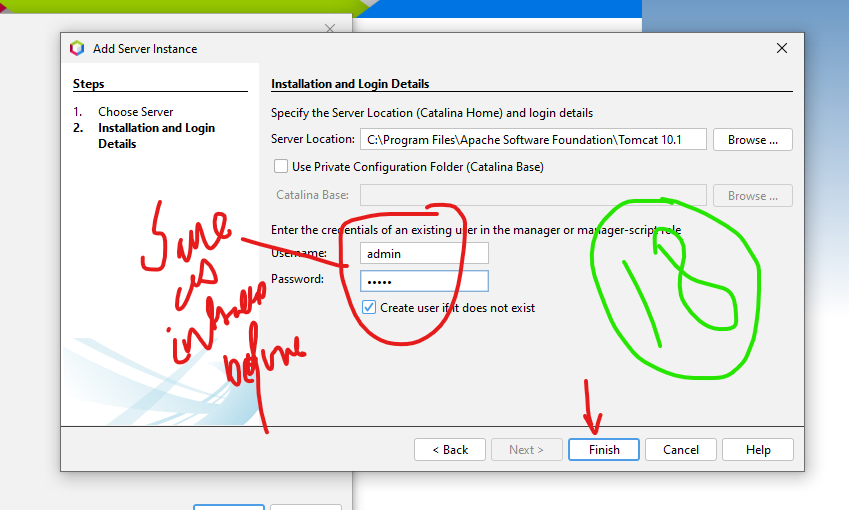 Add Server Instance
Steps
1. Choose Server
2. Installation and Login Details
Installation and Login Details
Specify the Server Location (Catalina Home) and login details
Server Location: C:\Program Files\Apache Software Foundation\Tomcat 10.1 Browse ...
Use Private Configuration Folder (Catalina Base)
Catalina Base: Browse ...
Enter the credentials of an existing user in the manager or manager-script role
Username: admin
Password: •••••
Create user if it does not exist
Same
as
before
18
< Back Next > Finish Cancel Help